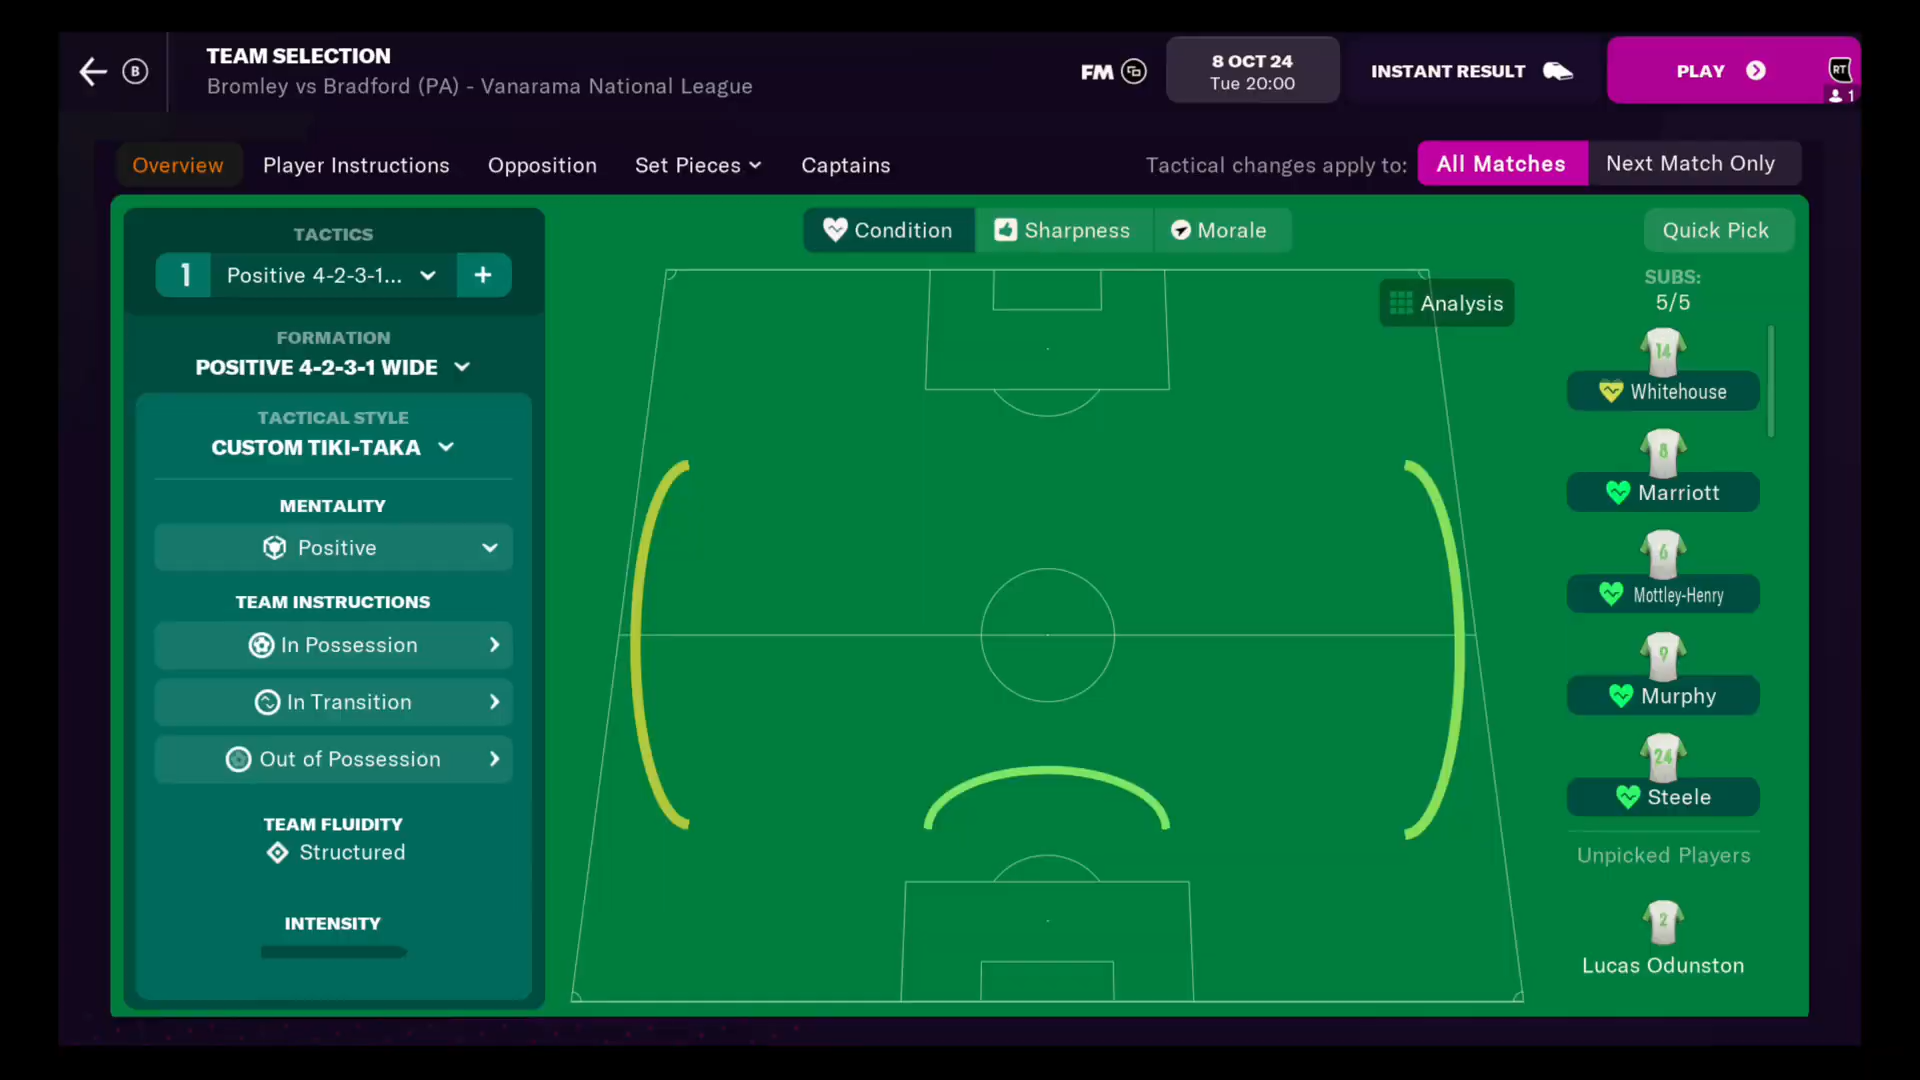 B
TEAM SELECTION
Bromley vs Bradford (PA) - Vanarama National League
FM
8 OCT 24
Tue 20:00
INSTANT RESULT
PLAY
RT
1
Overview
Player Instructions
Opposition
Set Pieces
Captains
Tactical changes apply to:
All Matches
Next Match Only
TACTICS
1
Positive 4-2-3-1...
+
FORMATION
POSITIVE 4-2-3-1 WIDE
TACTICAL STYLE
CUSTOM TIKI-TAKA
MENTALITY
Positive
TEAM INSTRUCTIONS
In Possession
In Transition
Out of Possession
TEAM FLUIDITY
Structured
INTENSITY
Condition
Sharpness
Morale
Analysis
Quick Pick
SUBS:
5/5
14
Whitehouse
8
Marriott
6
Mottley-Henry
9
Murphy
24
Steele
Unpicked Players
2
Lucas Odunston